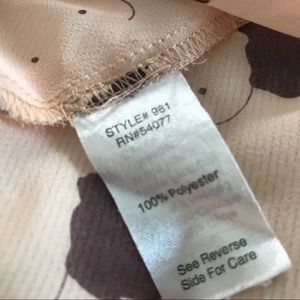 STYLE# 981
RN#54077
100% Polyester
See Reverse
Side For Care